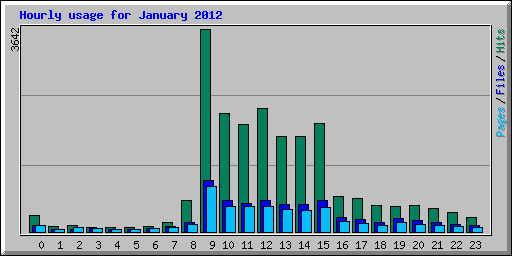 Hourly usage for January 2012
3642
Pages/Files/Hits
0 1 2 3 4 5 6 7 8 9 10 11 12 13 14 15 16 17 18 19 20 21 22 23